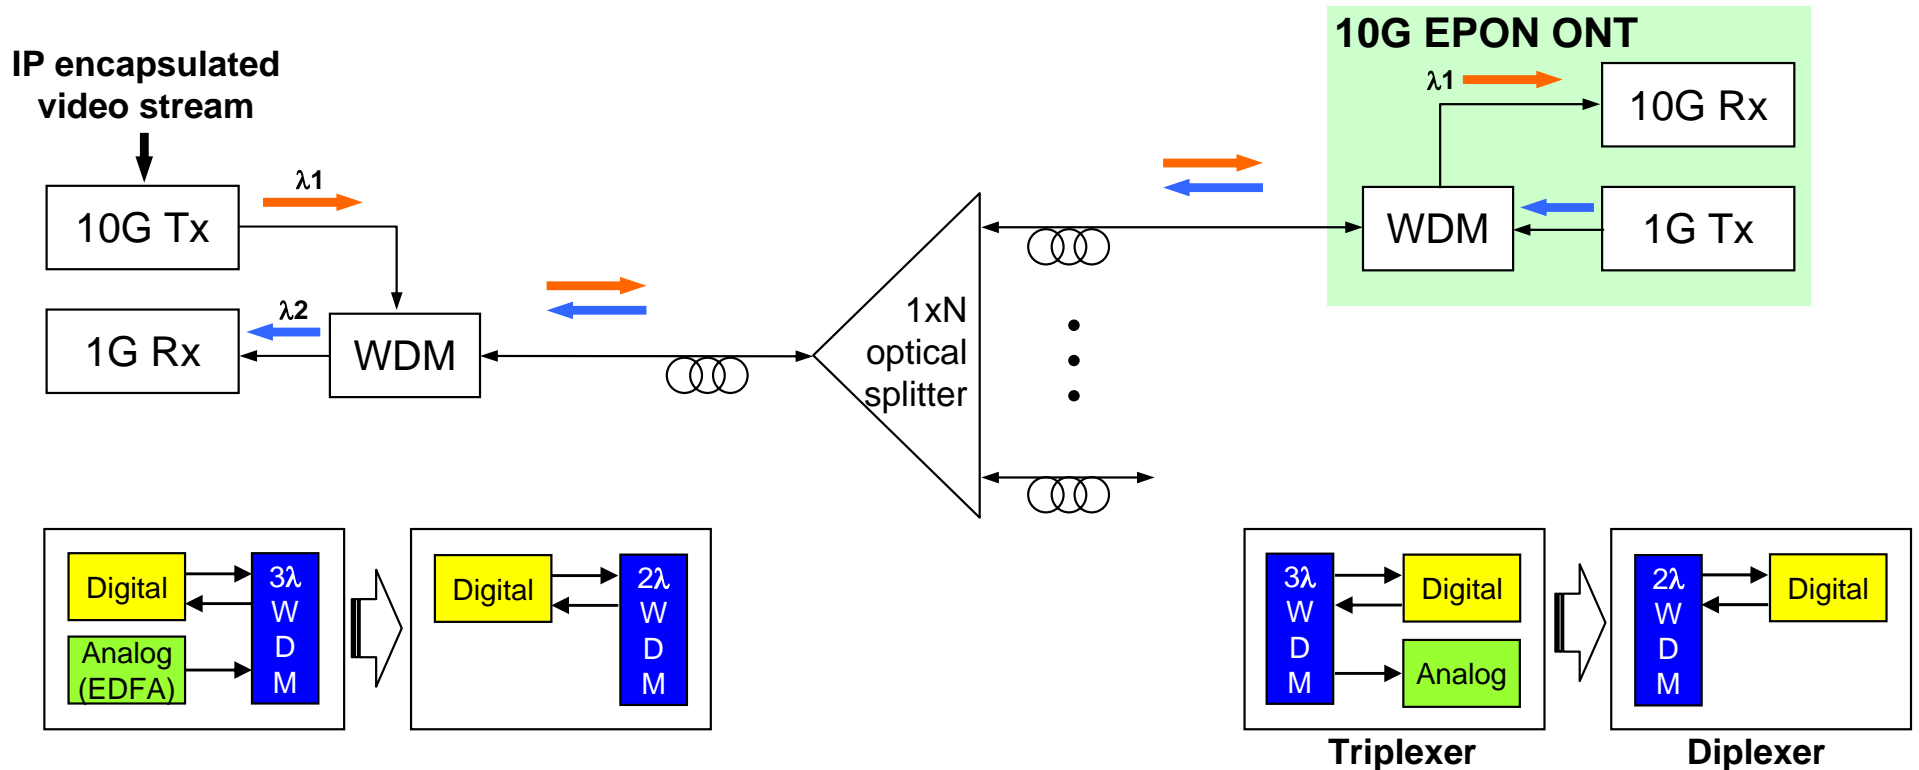 10G EPON ONT
IP encapsulated
video stream
λ1
10G Rx
λ1
10G Tx
WDM
1G Tx
λ2
1G Rx
WDM
1xN
optical
splitter
Digital
Analog
(EDFA)
3λ
W
D
M
Digital
2λ
W
D
M
3λ
W
D
M
Digital
Analog
2λ
W
D
M
Digital
Triplexer
Diplexer